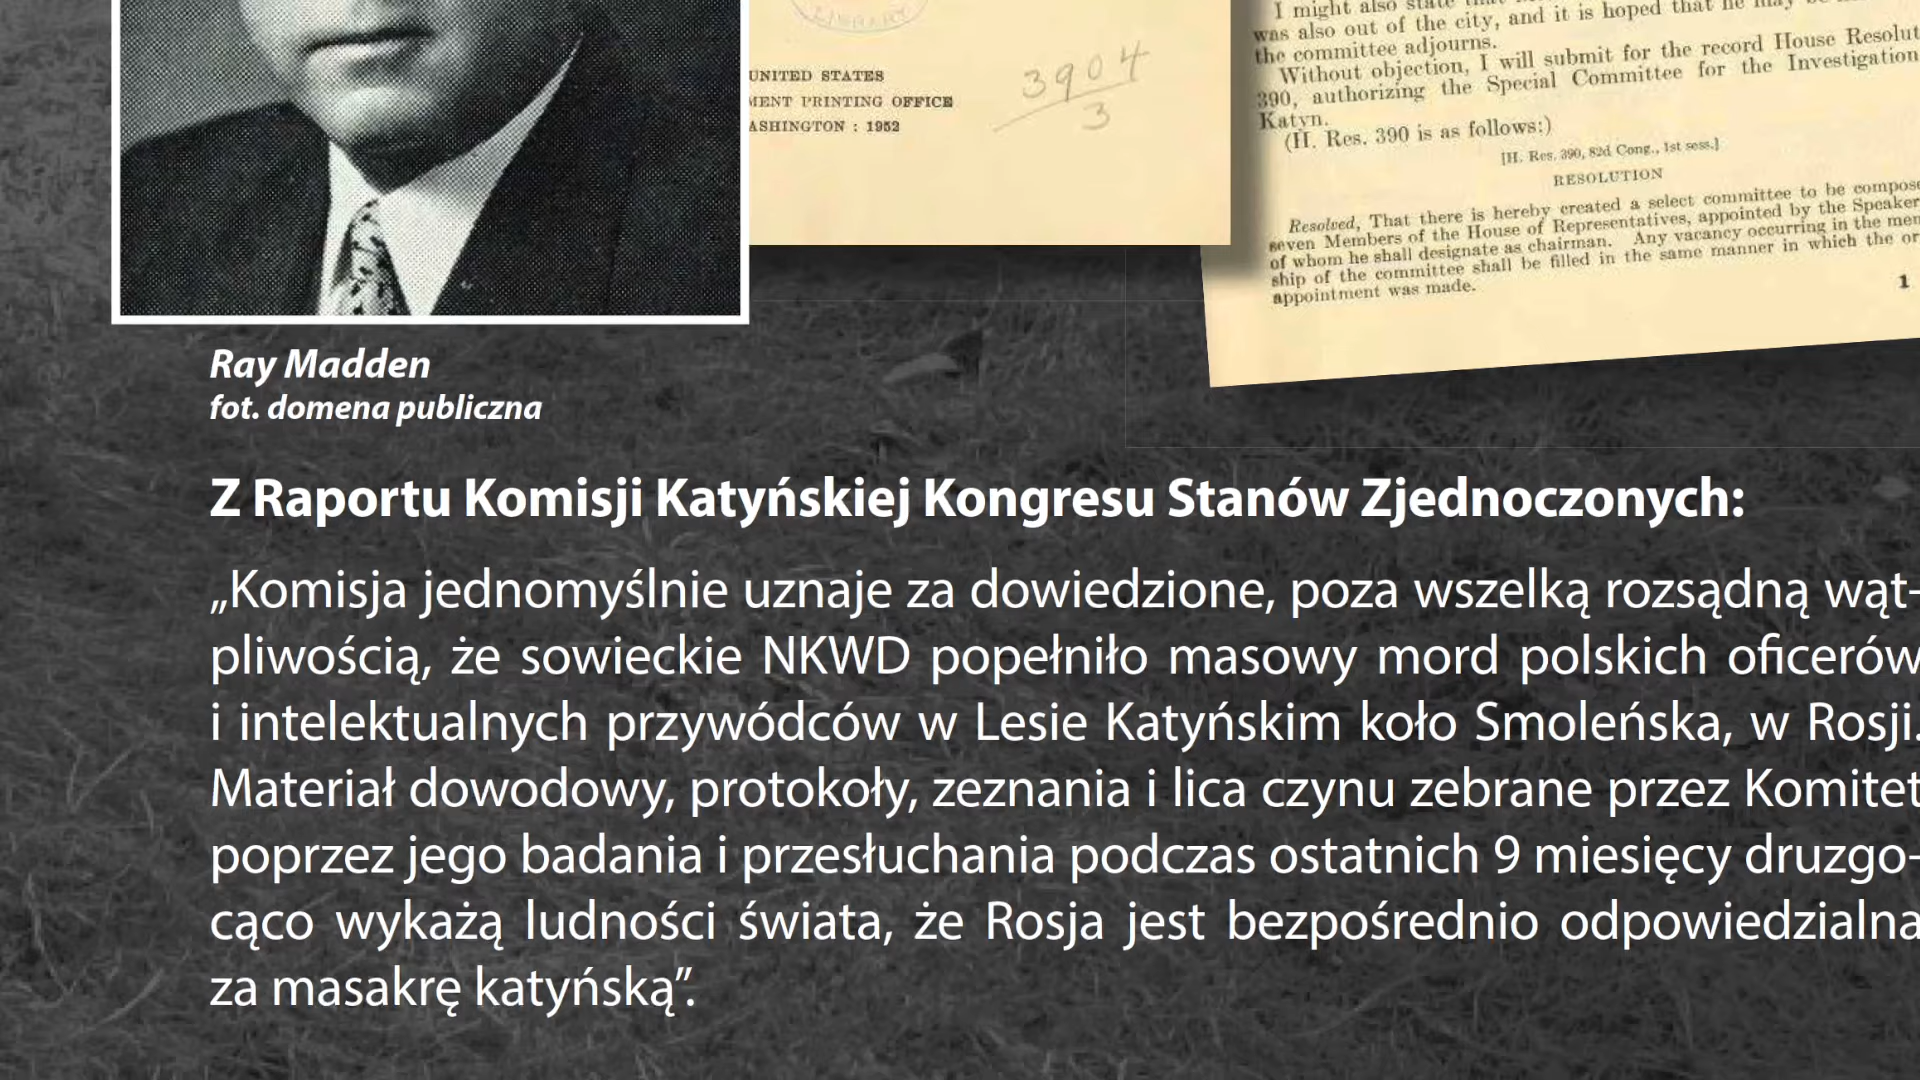 LIBRARY
UNITED STATES
MENT PRINTING OFFICE
ASHINGTON : 1952
3904
3
I might also state that
was also out of the city, and it is hoped that he may be
the committee adjourns.
Without objection, I will submit for the record House Resolut
390, authorizing the Special Committee for the Investigation
Katyn.
(H. Res. 390 is as follows:)
[H. Res. 390, 82d Cong., 1st sess.]
RESOLUTION
Resolved, That there is hereby created a select committee to be compose
seven Members of the House of Representatives, appointed by the Speaker
of whom he shall designate as chairman. Any vacancy occurring in the mem
ship of the committee shall be filled in the same manner in which the or
appointment was made.
1
Ray Madden
fot. domena publiczna
Z Raportu Komisji Katyńskiej Kongresu Stanów Zjednoczonych:
„Komisja jednomyślnie uznaje za dowiedzione, poza wszelką rozsądną wąt-
pliwością, że sowieckie NKWD popełniło masowy mord polskich oficerów
i intelektualnych przywódców w Lesie Katyńskim koło Smoleńska, w Rosji.
Materiał dowodowy, protokoły, zeznania i lica czynu zebrane przez Komitet
poprzez jego badania i przesłuchania podczas ostatnich 9 miesięcy druzgo-
cąco wykażą ludności świata, że Rosja jest bezpośrednio odpowiedzialna
za masakrę katyńską”.